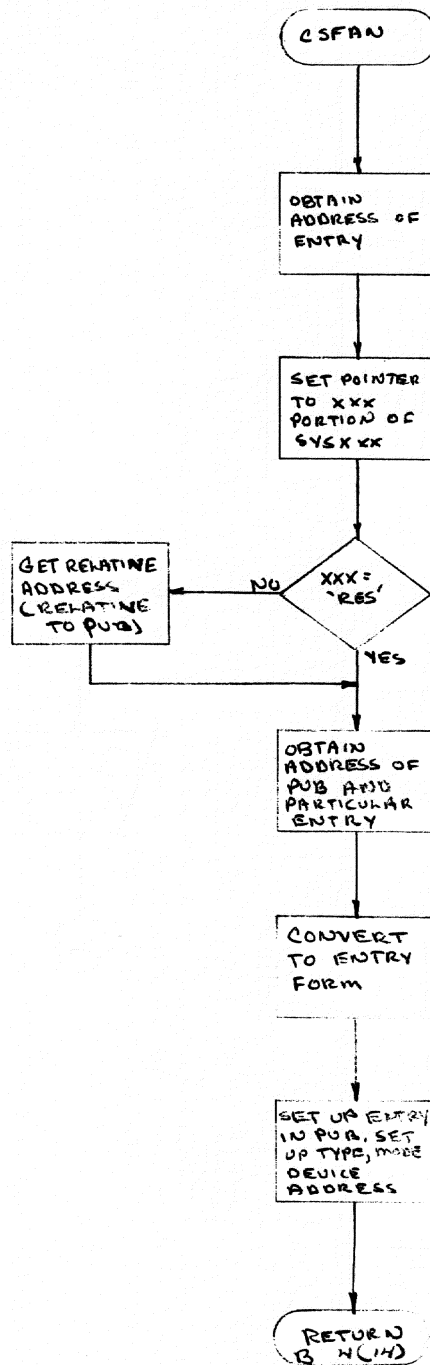 CSFAN
OBTAIN
ADDRESS OF
ENTRY
SET POINTER
TO XXX
PORTION OF
SYSXXX
XXX =
'RES'
NO
YES
GET RELATIVE
ADDRESS
(RELATIVE
TO PUB)
OBTAIN
ADDRESS OF
PUB AND
PARTICULAR
ENTRY
CONVERT
TO ENTRY
FORM
SET UP ENTRY
IN PUB. SET
UP TYPE, MODE
DEVICE
ADDRESS
RETURN
B 4(14)